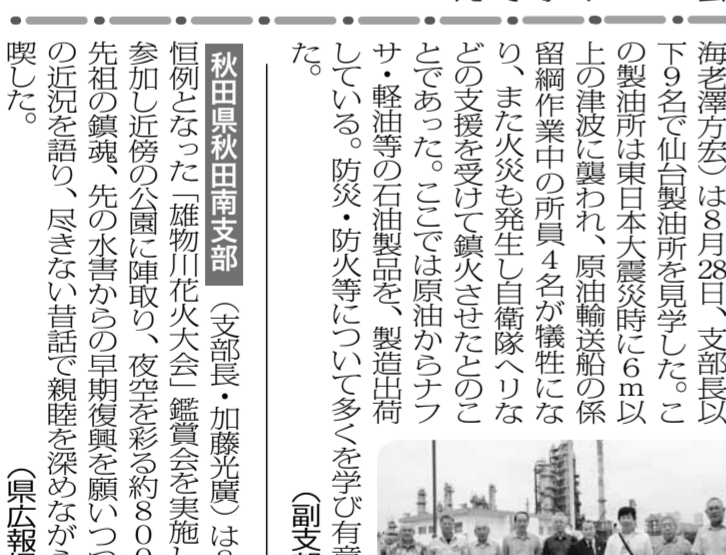 海老澤方宏）は8月28日、支部長以
下9名で仙台製油所を見学した。こ
の製油所は東日本大震災時に6m以
上の津波に襲われ、原油輸送船の係
留綱作業中の所員4名が犠牲にな
り、また火災も発生し自衛隊ヘリな
どの支援を受けて鎮火させたとのこ
とであった。ここでは原油からナフ
サ・軽油等の石油製品を、製造出荷
している。防災・防火等について多くを学び有意
た。
（副支部
秋田県秋田南支部（支部長・加藤光廣）は8
恒例となった「雄物川花火大会」鑑賞会を実施し
参加し近傍の公園に陣取り、夜空を彩る約800
先祖の鎮魂、先の水害からの早期復興を願いつつ
の近況を語り、尽きない昔話で親睦を深めながら
喫した。
（県広報